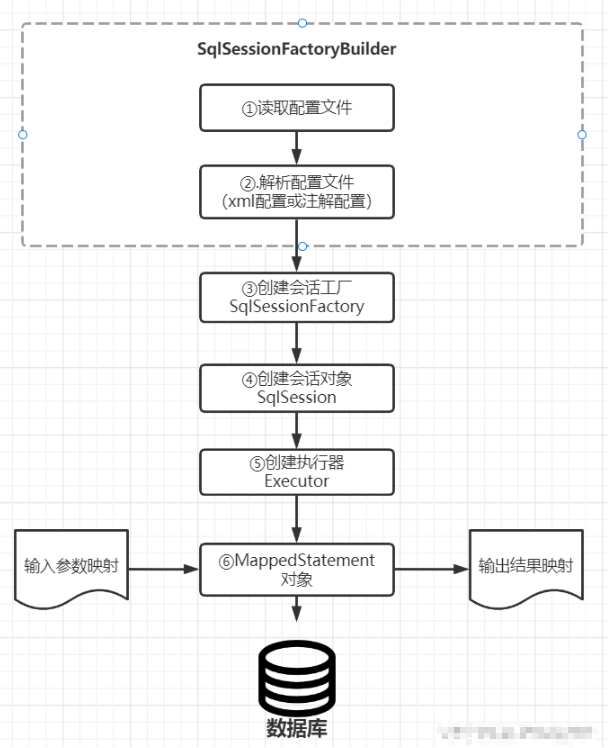 SqlSessionFactoryBuilder
①读取配置文件
②.解析配置文件
(xml配置或注解配置)
③创建会话工厂
SqlSessionFactory
④创建会话对象
SqlSession
⑤创建执行器
Executor
输入参数映射
⑥MappedStatement
对象
输出结果映射
数据库